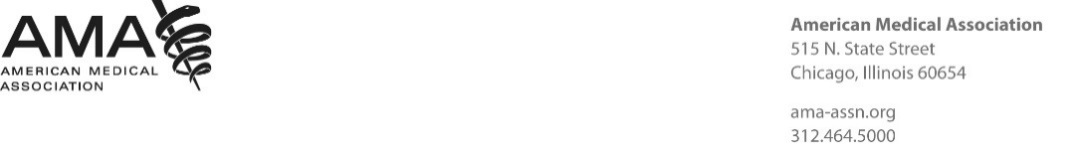 AMA
AMERICAN MEDICAL
ASSOCIATION
American Medical Association
515 N. State Street
Chicago, Illinois 60654
ama-assn.org
312.464.5000